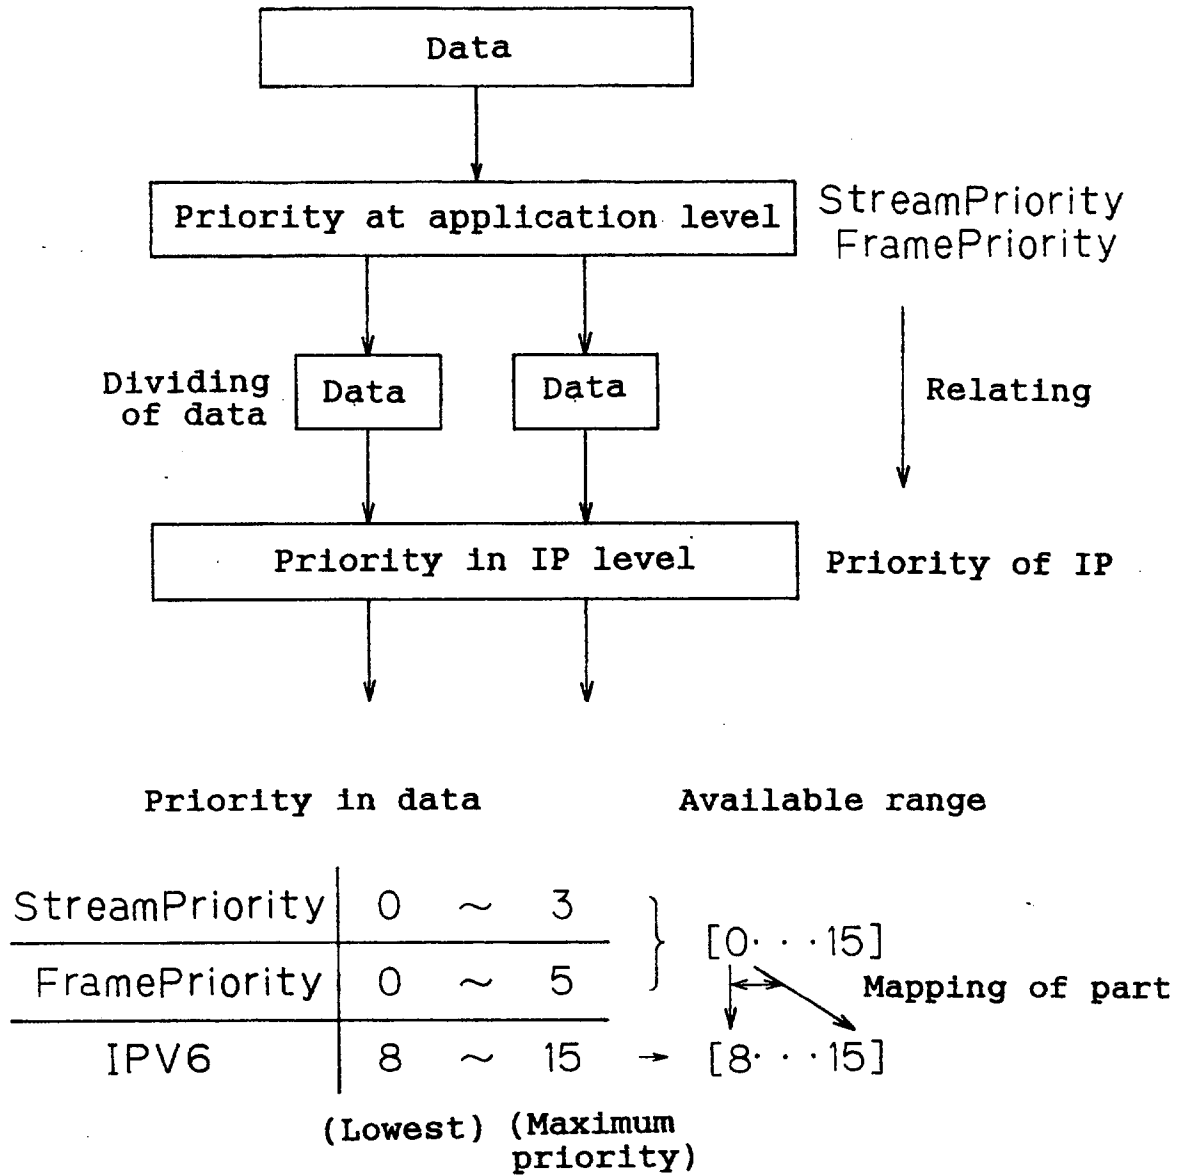 Data
Priority at application level
StreamPriority
FramePriority
Dividing
of data
Data
Data
Relating
Priority in IP level
Priority of IP
Priority in data
Available range
StreamPriority 0 ~ 3
[0···15]
FramePriority 0 ~ 5
Mapping of part
IPV6 8 ~ 15 → [8···15]
(Lowest) (Maximum
priority)